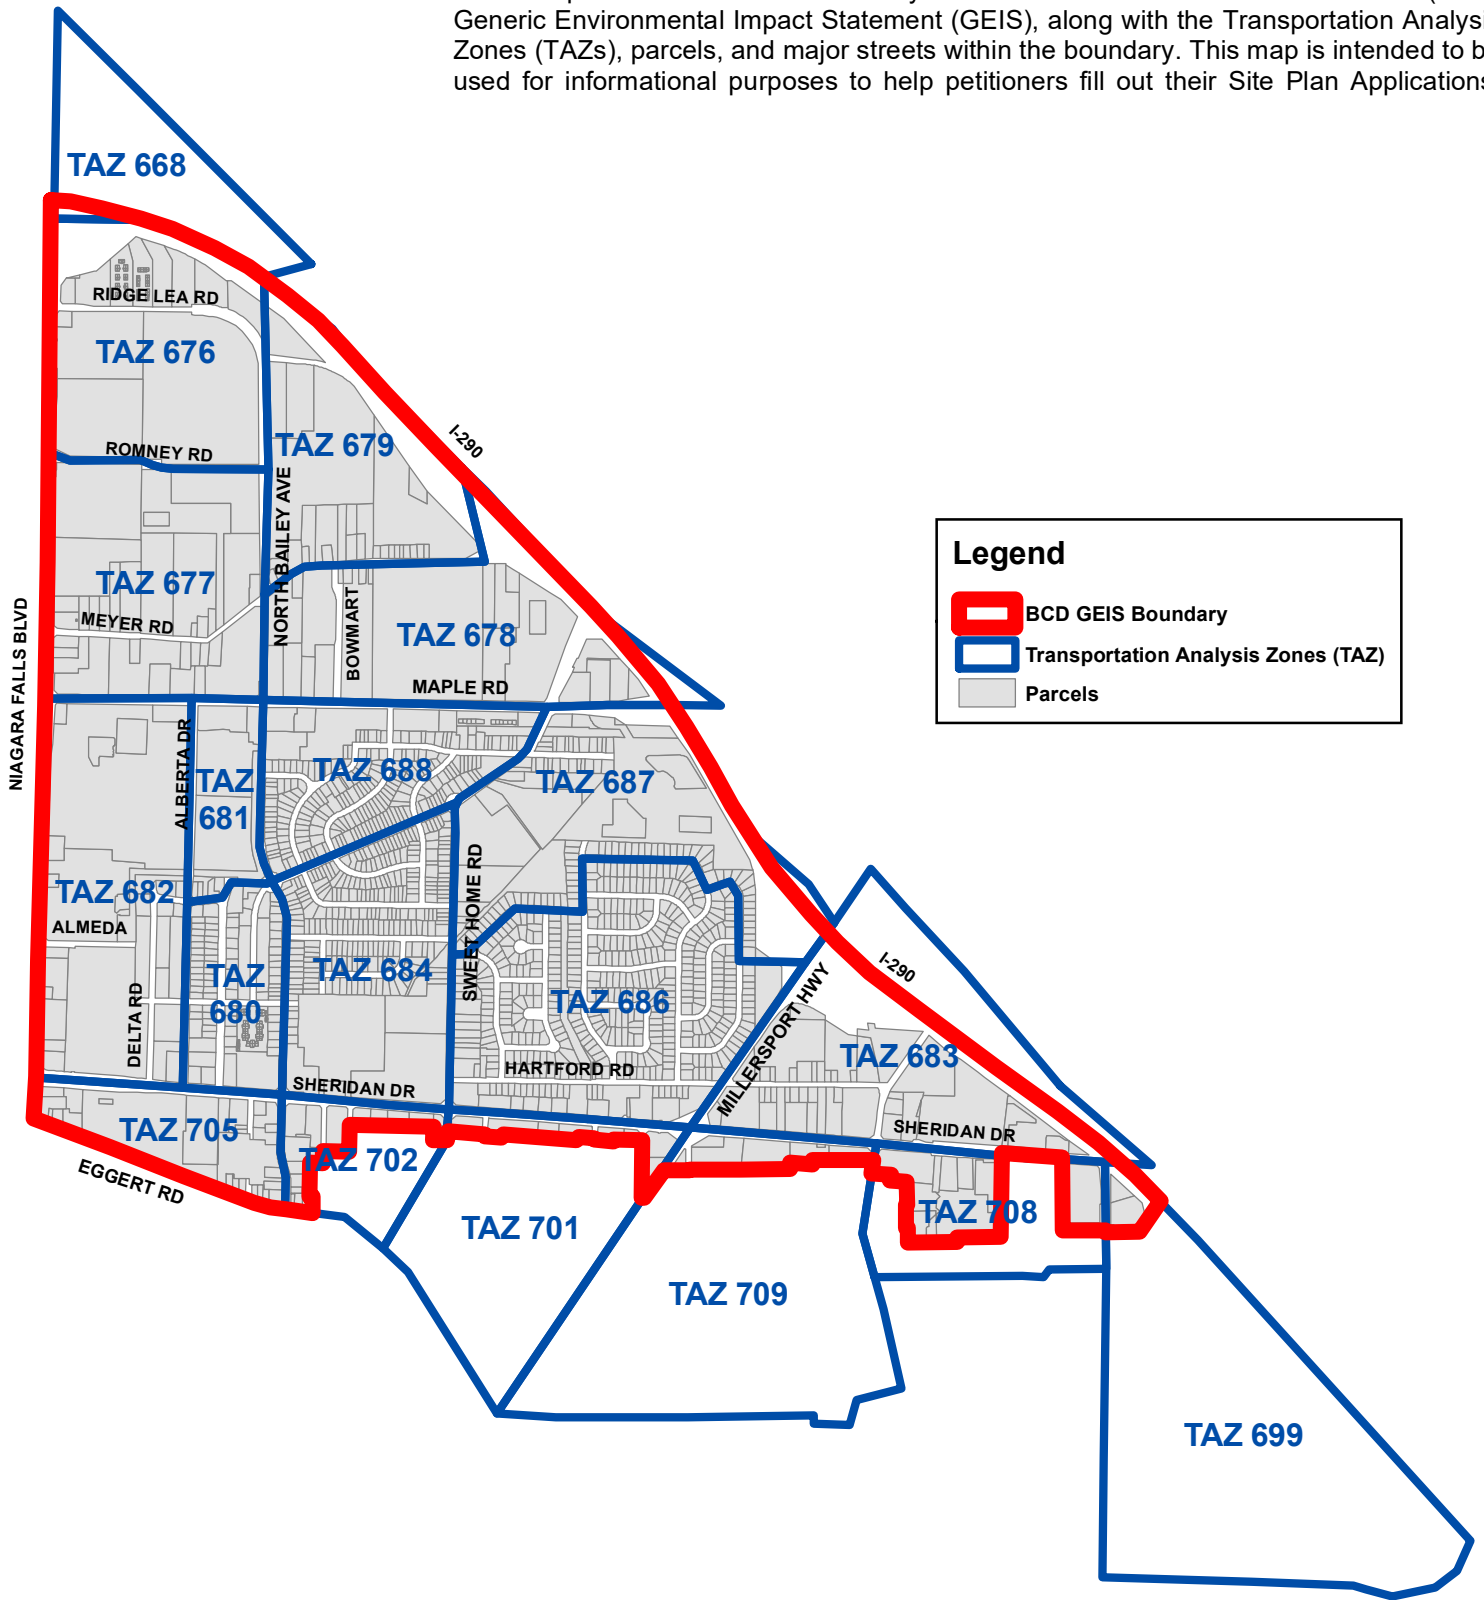 Generic Environmental Impact Statement (GEIS), along with the Transportation Analys
Zones (TAZs), parcels, and major streets within the boundary. This map is intended to b
used for informational purposes to help petitioners fill out their Site Plan Applications
TAZ 668
RIDGE LEA RD
TAZ 676
I-290
TAZ 679
ROMNEY RD
NORTH BAILEY AVE
Legend
BCD GEIS Boundary
Transportation Analysis Zones (TAZ)
Parcels
TAZ 677
MEYER RD
BOWMART
TAZ 678
MAPLE RD
NIAGARA FALLS BLVD
ALBERTA DR
TAZ
681
TAZ 688
TAZ 687
TAZ 682
ALMEDA
SWEET HOME RD
TAZ
680
TAZ 684
TAZ 686
I-290
DELTA RD
MILLERSPORT HWY
TAZ 683
HARTFORD RD
SHERIDAN DR
TAZ 705
SHERIDAN DR
TAZ 702
EGGERT RD
TAZ 701
TAZ 708
TAZ 709
TAZ 699